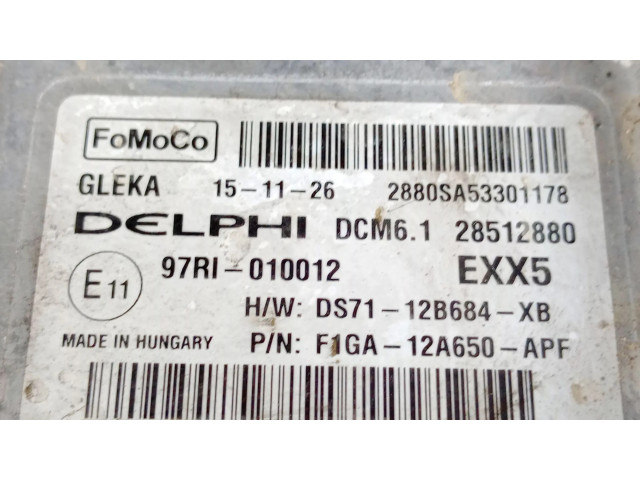 FoMoCo
GLEKA 15-11-26 2880SA53301178
DELPHI DCM6.1 28512880
E11 97RI-010012 EXX5
H/W: DS71-12B684-XB
MADE IN HUNGARY P/N: F1GA-12A650-APF